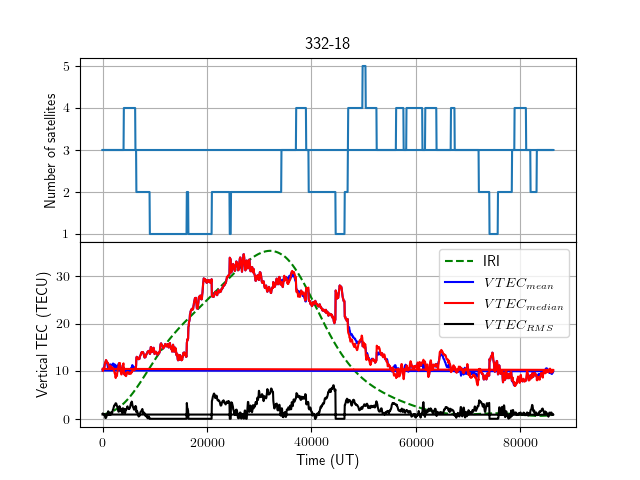 332-18
Number of satellites
5
4
3
2
1
Vertical TEC (TECU)
30
20
10
0
IRI
VTEC_mean
VTEC_median
VTEC_RMS
0 20000 40000 60000 80000
Time (UT)